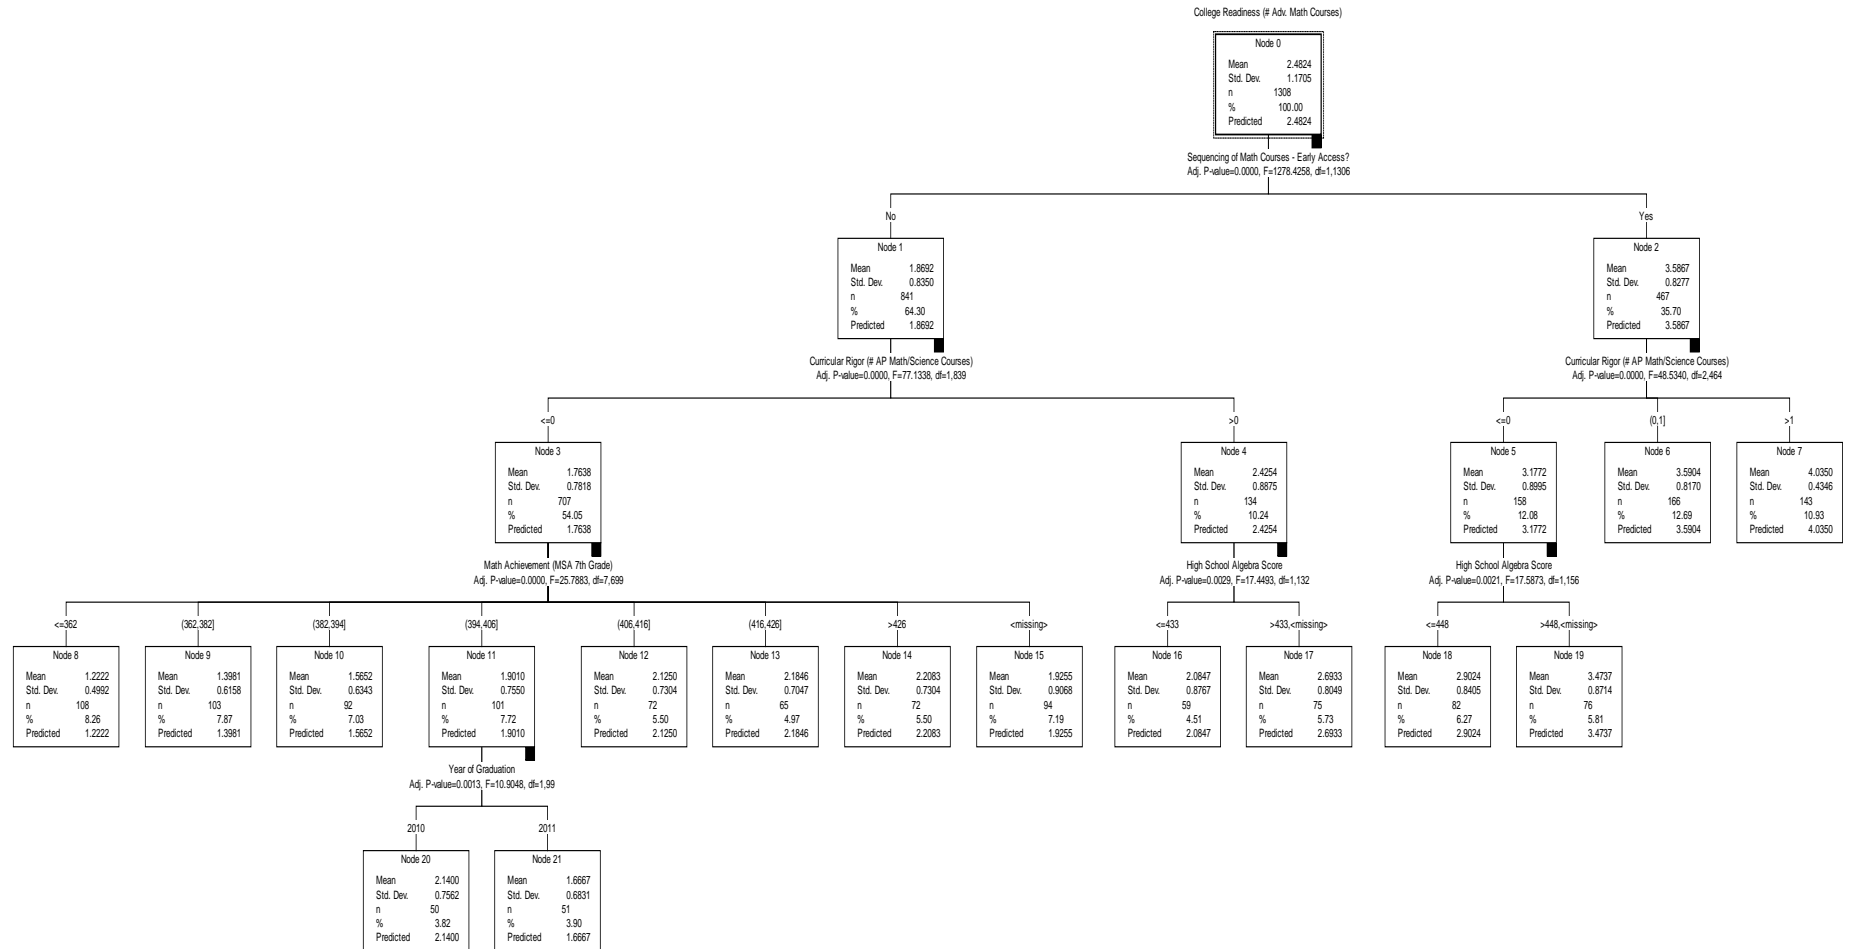 College Readiness (# Adv. Math Courses)
Node 0
Mean 2.4824
Std. Dev. 1.1705
n 1308
% 100.00
Predicted 2.4824
Sequencing of Math Courses - Early Access?
Adj. P-value=0.0000, F=1278.4258, df=1,1306
No
Yes
Node 1
Mean 1.8692
Std. Dev. 0.8350
n 841
% 64.30
Predicted 1.8692
Node 2
Mean 3.5867
Std. Dev. 0.8277
n 467
% 35.70
Predicted 3.5867
Curricular Rigor (# AP Math/Science Courses)
Adj. P-value=0.0000, F=77.1338, df=1,839
Curricular Rigor (# AP Math/Science Courses)
Adj. P-value=0.0000, F=48.5340, df=2,464
<=0
>0
<=0
(0,1]
>1
Node 3
Mean 1.7638
Std. Dev. 0.7818
n 707
% 54.05
Predicted 1.7638
Node 4
Mean 2.4254
Std. Dev. 0.8875
n 134
% 10.24
Predicted 2.4254
Node 5
Mean 3.1772
Std. Dev. 0.8995
n 158
% 12.08
Predicted 3.1772
Node 6
Mean 3.5904
Std. Dev. 0.8170
n 166
% 12.69
Predicted 3.5904
Node 7
Mean 4.0350
Std. Dev. 0.4346
n 143
% 10.93
Predicted 4.0350
Math Achievement (MSA 7th Grade)
Adj. P-value=0.0000, F=25.7883, df=7,699
High School Algebra Score
Adj. P-value=0.0029, F=17.4493, df=1,132
High School Algebra Score
Adj. P-value=0.0021, F=17.5873, df=1,156
<=362
(362,382]
(382,394]
(394,406]
(406,416]
(416,426]
>426
<missing>
<=433
>433,<missing>
<=448
>448,<missing>
Node 8
Mean 1.2222
Std. Dev. 0.4992
n 108
% 8.26
Predicted 1.2222
Node 9
Mean 1.3981
Std. Dev. 0.6158
n 103
% 7.87
Predicted 1.3981
Node 10
Mean 1.5652
Std. Dev. 0.6343
n 92
% 7.03
Predicted 1.5652
Node 11
Mean 1.9010
Std. Dev. 0.7550
n 101
% 7.72
Predicted 1.9010
Node 12
Mean 2.1250
Std. Dev. 0.7304
n 72
% 5.50
Predicted 2.1250
Node 13
Mean 2.1846
Std. Dev. 0.7047
n 65
% 4.97
Predicted 2.1846
Node 14
Mean 2.2083
Std. Dev. 0.7304
n 72
% 5.50
Predicted 2.2083
Node 15
Mean 1.9255
Std. Dev. 0.9068
n 94
% 7.19
Predicted 1.9255
Node 16
Mean 2.0847
Std. Dev. 0.8767
n 59
% 4.51
Predicted 2.0847
Node 17
Mean 2.6933
Std. Dev. 0.8049
n 75
% 5.73
Predicted 2.6933
Node 18
Mean 2.9024
Std. Dev. 0.8405
n 82
% 6.27
Predicted 2.9024
Node 19
Mean 3.4737
Std. Dev. 0.8714
n 76
% 5.81
Predicted 3.4737
Year of Graduation
Adj. P-value=0.0013, F=10.9048, df=1,99
2010
2011
Node 20
Mean 2.1400
Std. Dev. 0.7562
n 50
% 3.82
Predicted 2.1400
Node 21
Mean 1.6667
Std. Dev. 0.6831
n 51
% 3.90
Predicted 1.6667